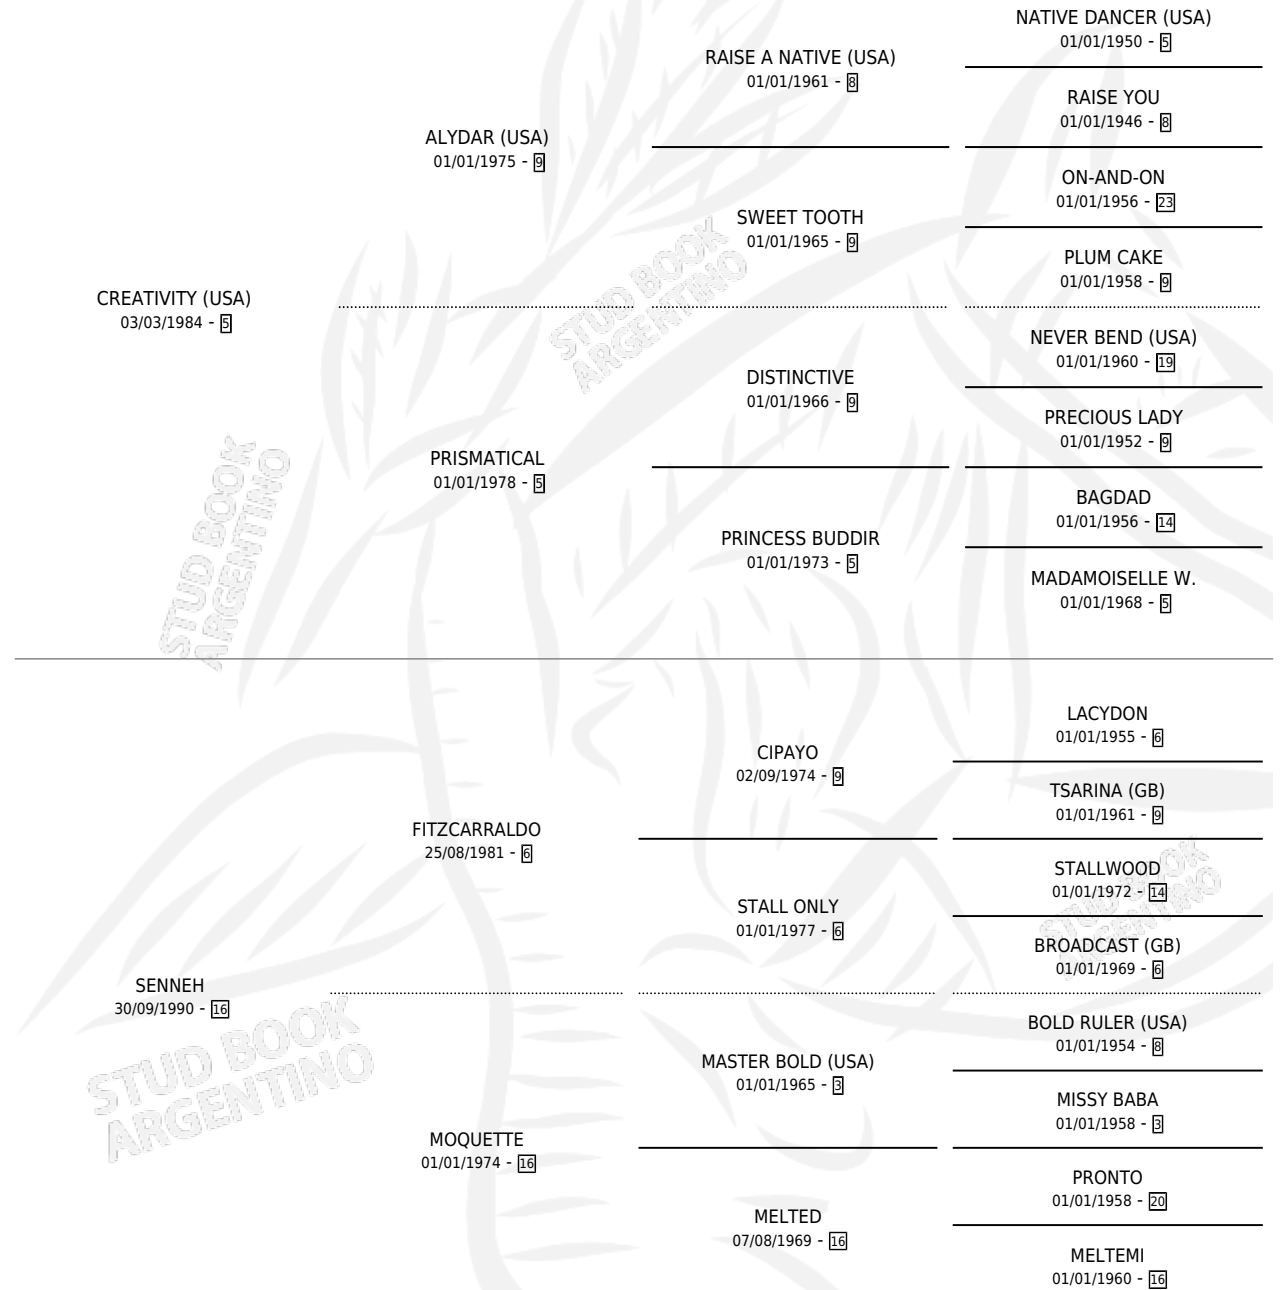 NATIVE DANCER (USA)
01/01/1950 - 5
RAISE A NATIVE (USA)
01/01/1961 - 8
RAISE YOU
01/01/1946 - 8
ALYDAR (USA)
01/01/1975 - 9
ON-AND-ON
01/01/1956 - 23
SWEET TOOTH
01/01/1965 - 9
PLUM CAKE
01/01/1958 - 9
CREATIVITY (USA)
03/03/1984 - 5
STUD BOOK
ARGENTINO
NEVER BEND (USA)
01/01/1960 - 19
DISTINCTIVE
01/01/1966 - 9
PRECIOUS LADY
01/01/1952 - 9
PRISMATICAL
01/01/1978 - 5
BAGDAD
01/01/1956 - 14
PRINCESS BUDDIR
01/01/1973 - 5
MADAMOISELLE W.
01/01/1968 - 5
STUD BOOK
ARGENTINO
LACYDON
01/01/1955 - 6
CIPAYO
02/09/1974 - 9
TSARINA (GB)
01/01/1961 - 9
FITZCARRALDO
25/08/1981 - 6
STALLWOOD
01/01/1972 - 14
STALL ONLY
01/01/1977 - 6
STUD BOOK
ARGENTINO
BROADCAST (GB)
01/01/1969 - 6
SENNEH
30/09/1990 - 16
BOLD RULER (USA)
01/01/1954 - 8
MASTER BOLD (USA)
01/01/1965 - 3
MISSY BABA
01/01/1958 - 3
STUD BOOK
ARGENTINO
MOQUETTE
01/01/1974 - 16
PRONTO
01/01/1958 - 20
MELTED
07/08/1969 - 16
MELTEMI
01/01/1960 - 16